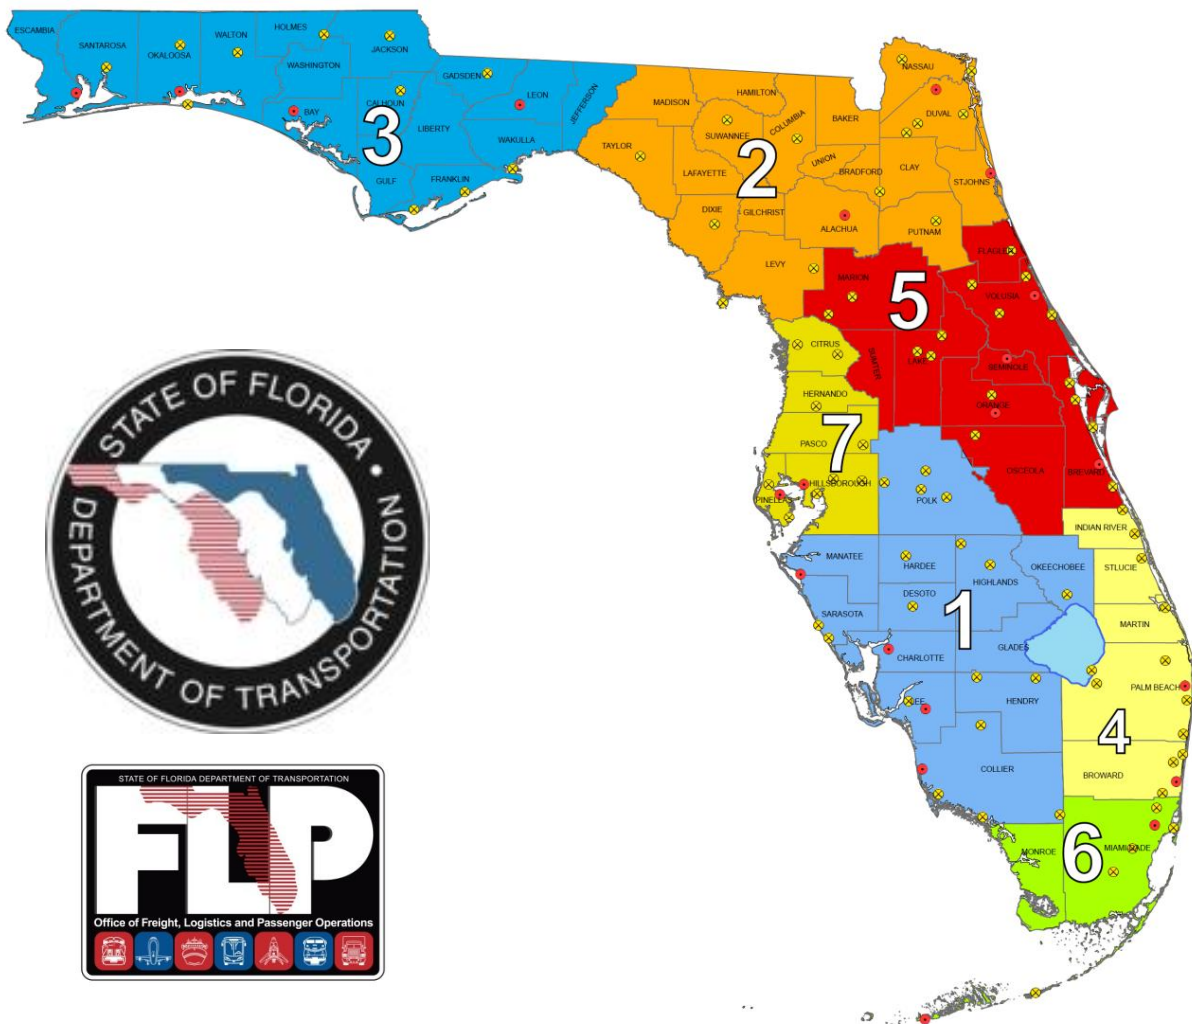 ESCAMBIA
SANTAROSA
OKALOOSA
WALTON
HOLMES
WASHINGTON
JACKSON
BAY
CALHOUN
GADSDEN
LIBERTY
LEON
WAKULLA
JEFFERSON
GULF
FRANKLIN
3
MADISON
HAMILTON
TAYLOR
SUWANNEE
COLUMBIA
BAKER
NASSAU
DUVAL
LAFAYETTE
UNION
BRADFORD
CLAY
STJOHNS
DIXIE
GILCHRIST
ALACHUA
PUTNAM
LEVY
2
MARION
FLAGLER
VOLUSIA
SUMTER
LAKE
SEMINOLE
ORANGE
OSCEOLA
BREVARD
5
CITRUS
HERNANDO
PASCO
PINELLAS
HILLSBOROUGH
7
POLK
MANATEE
HARDEE
HIGHLANDS
OKEECHOBEE
SARASOTA
DESOTO
CHARLOTTE
GLADES
LEE
HENDRY
COLLIER
1
INDIAN RIVER
STLUCIE
MARTIN
PALM BEACH
BROWARD
4
MONROE
MIAMI-DADE
6
STATE OF FLORIDA •
DEPARTMENT OF TRANSPORTATION
STATE OF FLORIDA DEPARTMENT OF TRANSPORTATION
FLP
Office of Freight, Logistics and Passenger Operations